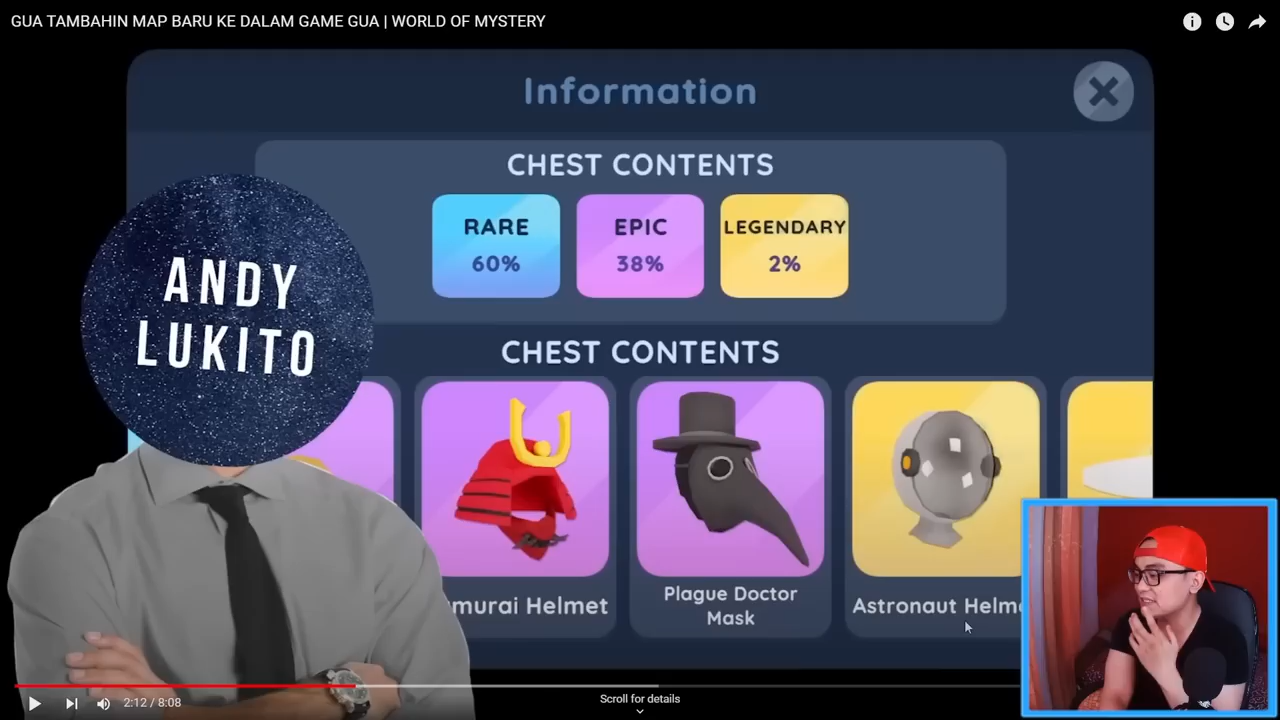 GUA TAMBAHIN MAP BARU KE DALAM GAME GUA | WORLD OF MYSTERY
Information
CHEST CONTENTS
RARE
60%
EPIC
38%
LEGENDARY
2%
ANDY
LUKITO
CHEST CONTENTS
murai Helmet
Plague Doctor
Mask
Astronaut Helm
2:12 / 8:08
Scroll for details